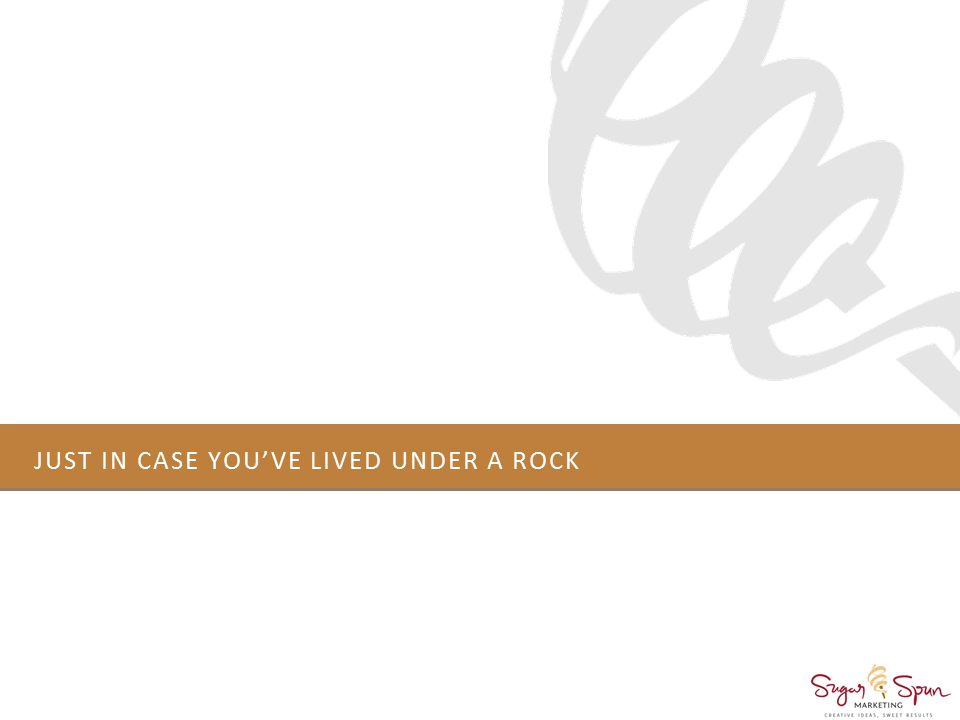 JUST IN CASE YOU’VE LIVED UNDER A ROCK
Sugar Spun
MARKETING
CREATIVE IDEAS, SWEET RESULTS